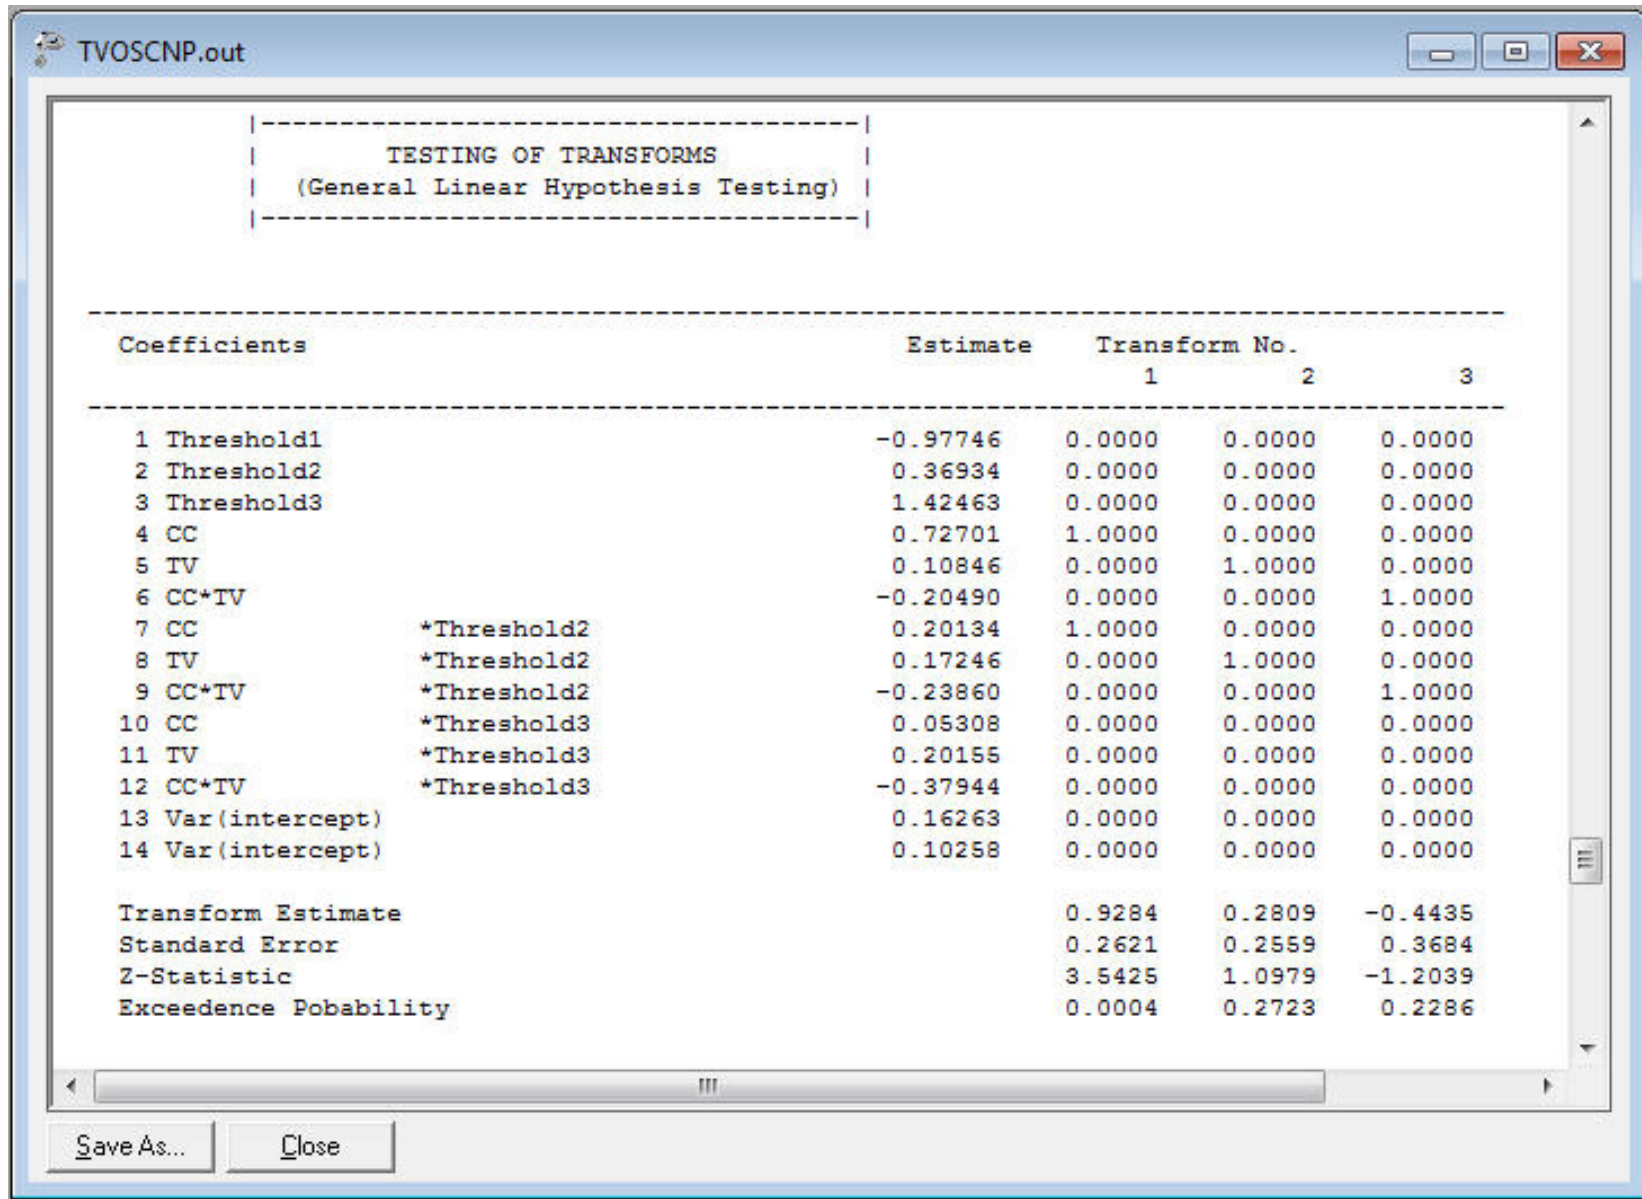 TVOSCNP.out
|--------------------------------------|
| TESTING OF TRANSFORMS |
| (General Linear Hypothesis Testing) |
|--------------------------------------|
Coefficients Estimate Transform No.
1 2 3
1 Threshold1 -0.97746 0.0000 0.0000 0.0000
2 Threshold2 0.36934 0.0000 0.0000 0.0000
3 Threshold3 1.42463 0.0000 0.0000 0.0000
4 CC 0.72701 1.0000 0.0000 0.0000
5 TV 0.10846 0.0000 1.0000 0.0000
6 CC*TV -0.20490 0.0000 0.0000 1.0000
7 CC *Threshold2 0.20134 1.0000 0.0000 0.0000
8 TV *Threshold2 0.17246 0.0000 1.0000 0.0000
9 CC*TV *Threshold2 -0.23860 0.0000 0.0000 1.0000
10 CC *Threshold3 0.05308 0.0000 0.0000 0.0000
11 TV *Threshold3 0.20155 0.0000 0.0000 0.0000
12 CC*TV *Threshold3 -0.37944 0.0000 0.0000 0.0000
13 Var(intercept) 0.16263 0.0000 0.0000 0.0000
14 Var(intercept) 0.10258 0.0000 0.0000 0.0000
Transform Estimate 0.9284 0.2809 -0.4435
Standard Error 0.2621 0.2559 0.3684
Z-Statistic 3.5425 1.0979 -1.2039
Exceedence Pobability 0.0004 0.2723 0.2286
Save As... Close